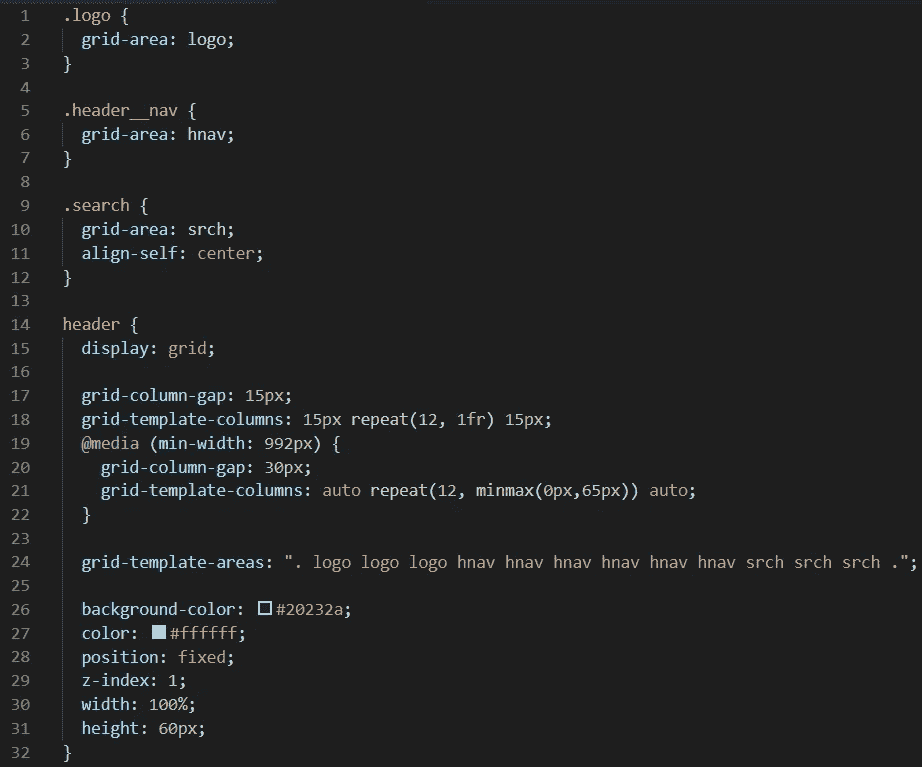 1 .logo {
2 grid-area: logo;
3 }
4
5 .header__nav {
6 grid-area: hnav;
7 }
8
9 .search {
10 grid-area: srch;
11 align-self: center;
12 }
13
14 header {
15 display: grid;
16
17 grid-column-gap: 15px;
18 grid-template-columns: 15px repeat(12, 1fr) 15px;
19 @media (min-width: 992px) {
20 grid-column-gap: 30px;
21 grid-template-columns: auto repeat(12, minmax(0px,65px)) auto;
22 }
23
24 grid-template-areas: ". logo logo logo hnav hnav hnav hnav hnav hnav srch srch srch .";
25
26 background-color: #20232a;
27 color: #ffffff;
28 position: fixed;
29 z-index: 1;
30 width: 100%;
31 height: 60px;
32 }